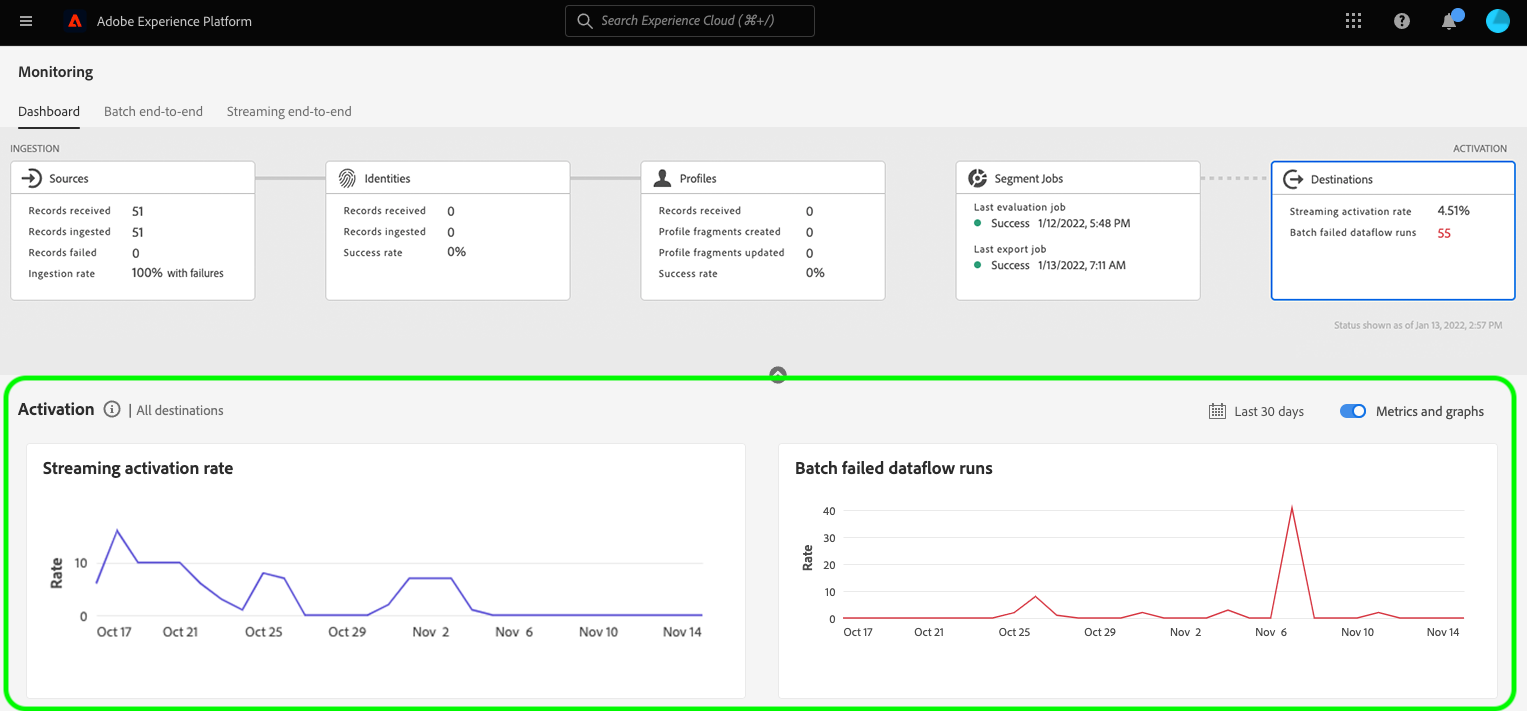 Adobe Experience Platform
Search Experience Cloud (⌘+/)
Monitoring
Dashboard Batch end-to-end Streaming end-to-end
INGESTION
ACTIVATION
Sources
Records received 51
Records ingested 51
Records failed 0
Ingestion rate 100% with failures
Identities
Records received 0
Records ingested 0
Success rate 0%
Profiles
Records received 0
Profile fragments created 0
Profile fragments updated 0
Success rate 0%
Segment Jobs
Last evaluation job
Success 1/12/2022, 5:48 PM
Last export job
Success 1/13/2022, 7:11 AM
Destinations
Streaming activation rate 4.51%
Batch failed dataflow runs 55
Status shown as of Jan 13, 2022, 2:57 PM
Activation | All destinations
Last 30 days Metrics and graphs
Streaming activation rate
Rate
10
0
Oct 17 Oct 21 Oct 25 Oct 29 Nov 2 Nov 6 Nov 10 Nov 14
Batch failed dataflow runs
Rate
40
30
20
10
0
Oct 17 Oct 21 Oct 25 Oct 29 Nov 2 Nov 6 Nov 10 Nov 14